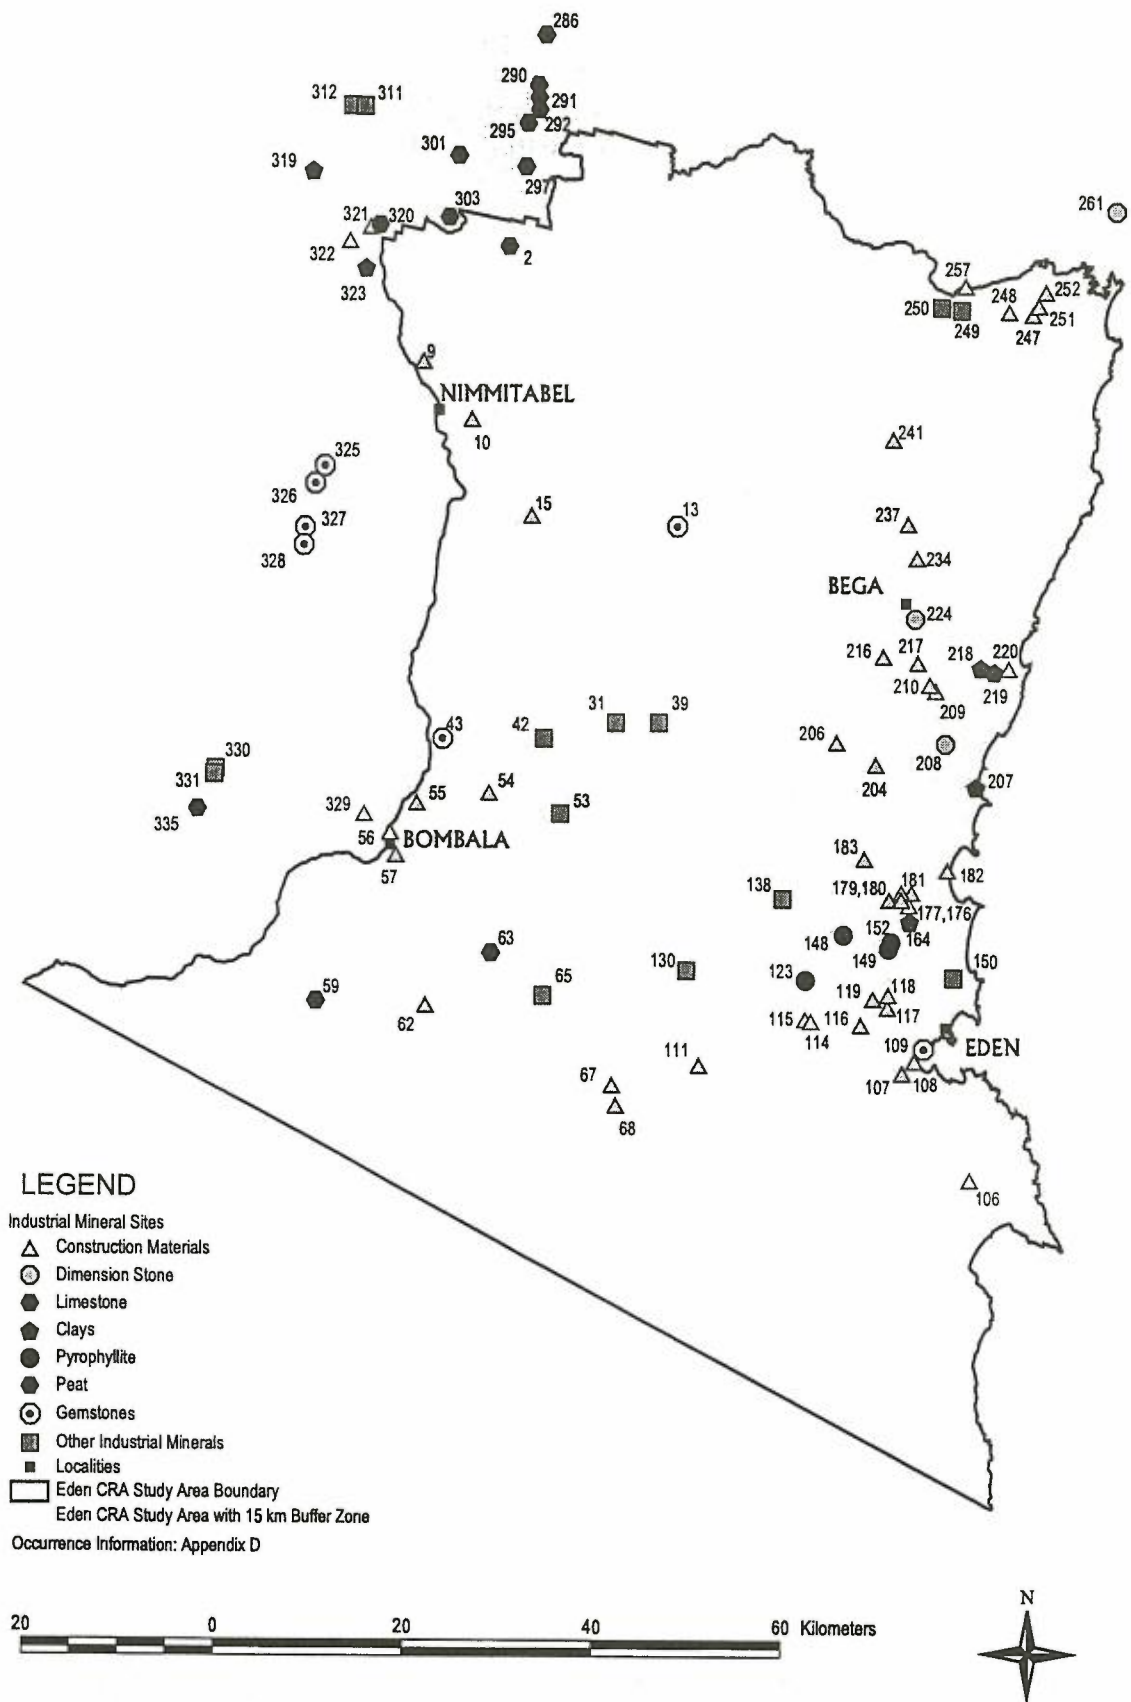 286
290
312 311
291
295 292
301
319
297
303
261
321 320
322
2
323
257
252
250 248
249 251
247
9
NIMMITABEL
10
241
325
326
15 13
327 237
328
234
BEGA
224
217
216 218 220
210 219
209
43 31 39
42 206
208
330
331 204
54 207
55
335 329 53
56 BOMBALA
183
57 182
138 181
179,180
177,176
152
63 148 164
149
130
123 150
59 65 118
119
62 117
115 116
114
109 EDEN
111
67 107 108
68
LEGEND
106
Industrial Mineral Sites
Construction Materials
Dimension Stone
Limestone
Clays
Pyrophyllite
Peat
Gemstones
Other Industrial Minerals
Localities
Eden CRA Study Area Boundary
Eden CRA Study Area with 15 km Buffer Zone
Occurrence Information: Appendix D
N
20 0 20 40 60 Kilometers